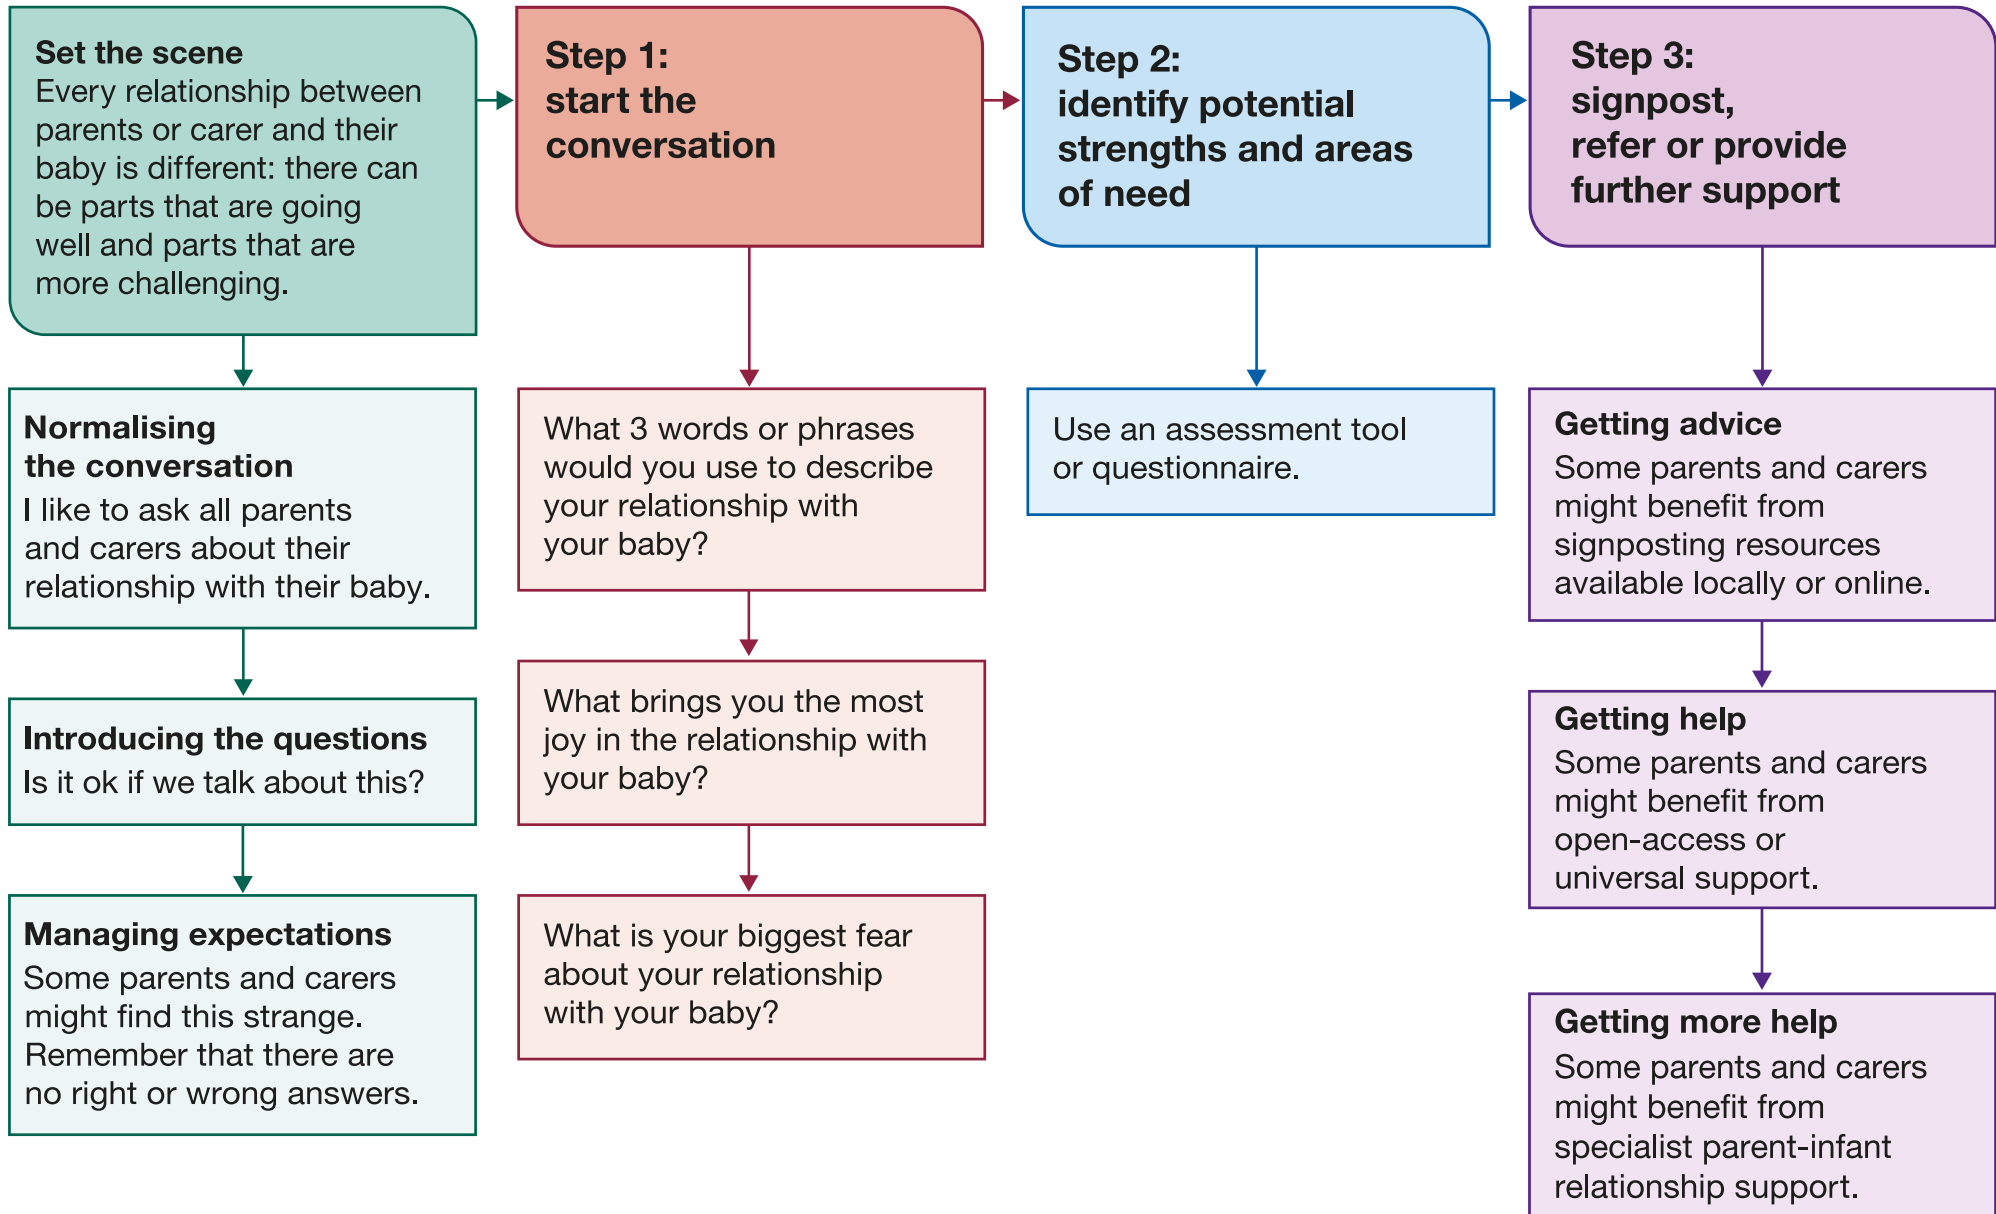 Set the scene
Every relationship between
parents or carer and their
baby is different: there can
be parts that are going
well and parts that are
more challenging.
Normalising
the conversation
I like to ask all parents
and carers about their
relationship with their baby.
Introducing the questions
Is it ok if we talk about this?
Managing expectations
Some parents and carers
might find this strange.
Remember that there are
no right or wrong answers.
Step 1:
start the
conversation
What 3 words or phrases
would you use to describe
your relationship with
your baby?
What brings you the most
joy in the relationship with
your baby?
What is your biggest fear
about your relationship
with your baby?
Step 2:
identify potential
strengths and areas
of need
Use an assessment tool
or questionnaire.
Step 3:
signpost,
refer or provide
further support
Getting advice
Some parents and carers
might benefit from
signposting resources
available locally or online.
Getting help
Some parents and carers
might benefit from
open-access or
universal support.
Getting more help
Some parents and carers
might benefit from
specialist parent-infant
relationship support.